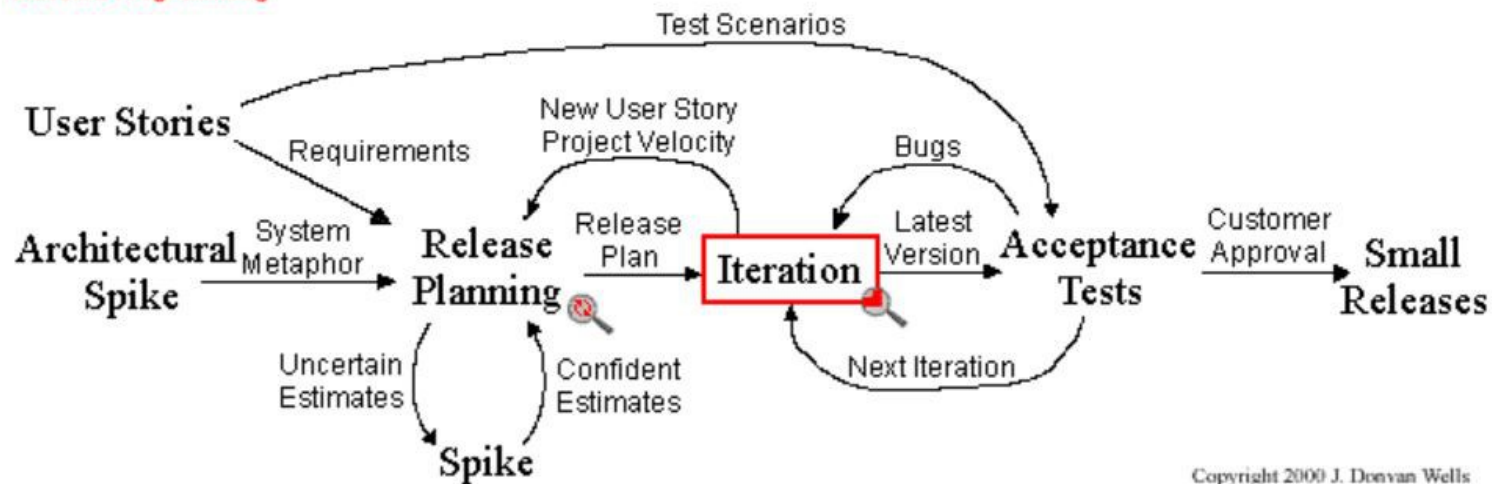 Test Scenarios
User Stories
New User Story
Project Velocity
Bugs
Requirements
Architectural
Spike
System
Metaphor
Release
Planning
Release
Plan
Iteration
Latest
Version
Acceptance
Tests
Customer
Approval
Small
Releases
Uncertain
Estimates
Confident
Estimates
Next Iteration
Spike
Copyright 2000 J. Donvan Wells